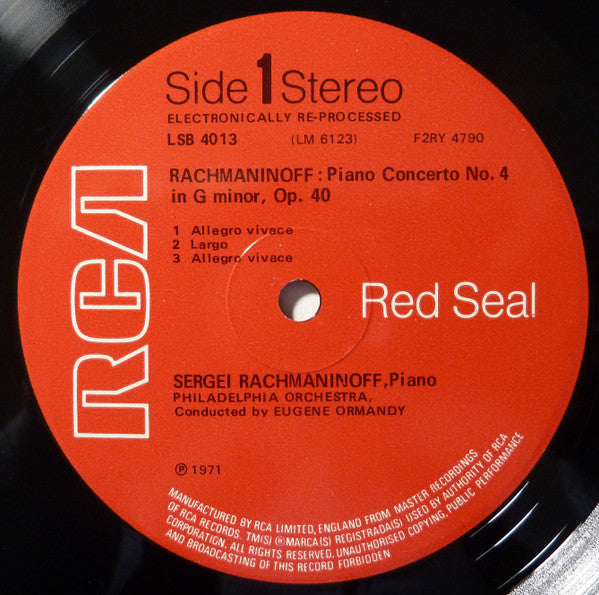 Side 1 Stereo
ELECTRONICALLY RE-PROCESSED
LSB 4013 (LM 6123) F2RY 4790
RACHMANINOFF: Piano Concerto No. 4
in G minor, Op. 40
1 Allegro vivace
2 Largo
3 Allegro vivace
RCA
Red Seal
SERGEI RACHMANINOFF, Piano
PHILADELPHIA ORCHESTRA,
Conducted by EUGENE ORMANDY
℗ 1971
MANUFACTURED BY RCA LIMITED, ENGLAND FROM MASTER RECORDINGS
OF RCA RECORDS. TM(S) ® MARCA(S) REGISTRADA(S) USED BY AUTHORITY OF RCA
CORPORATION. ALL RIGHTS RESERVED. UNAUTHORISED COPYING, PUBLIC PERFORMANCE
AND BROADCASTING OF THIS RECORD FORBIDDEN